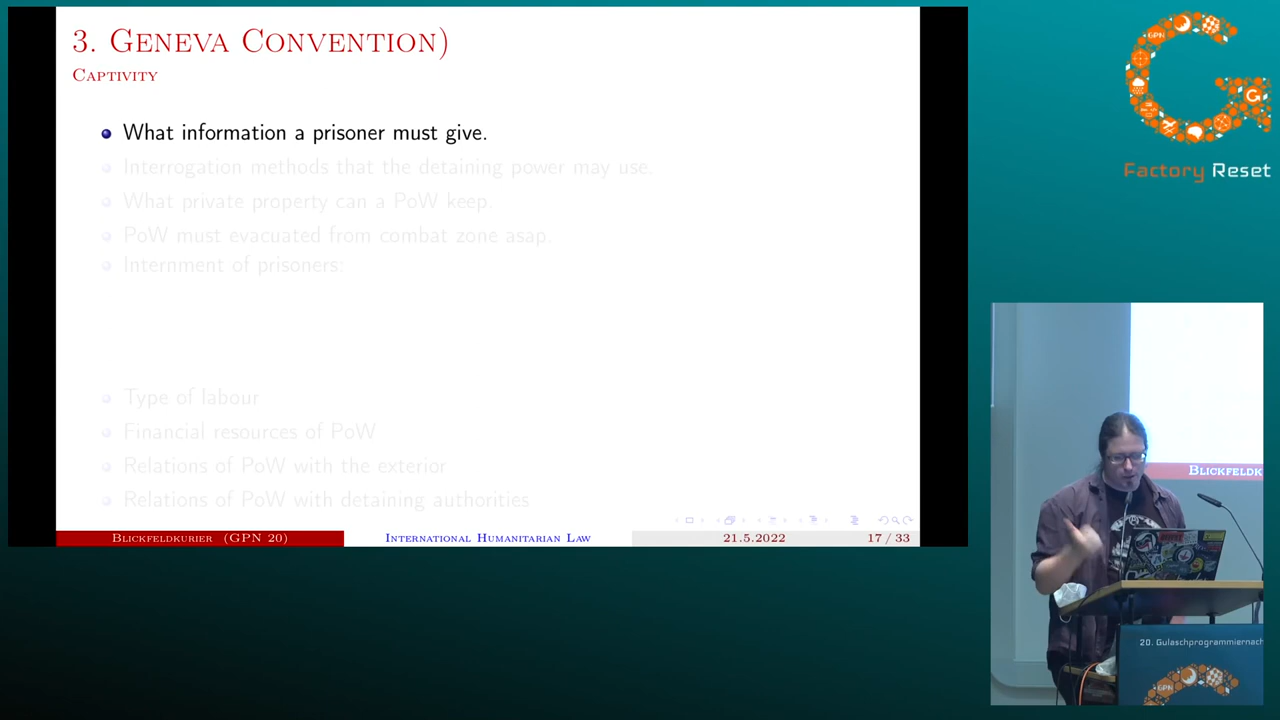 3. Geneva Convention)
Captivity
What information a prisoner must give.
Interrogation methods that the detaining power may use.
What private property can a PoW keep.
PoW must evacuated from combat zone asap.
Internment of prisoners:
Type of labour
Financial resources of PoW
Relations of PoW with the exterior
Relations of PoW with detaining authorities
Blickfeldkurier (GPN 20)
International Humanitarian Law
21.5.2022
17 / 33
GPN
G
Factory Reset
Blickfeldk
20. Gulaschprogrammiernach
GPN